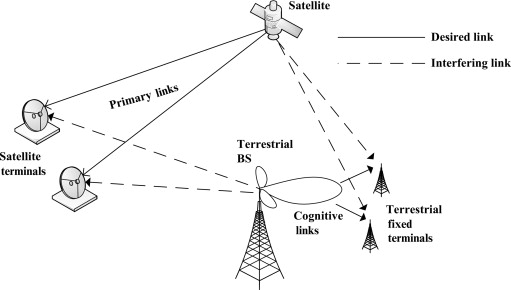 Satellite
Desired link
Interfering link
Primary links
Terrestrial
BS
Satellite
terminals
Cognitive
links
Terrestrial
fixed
terminals